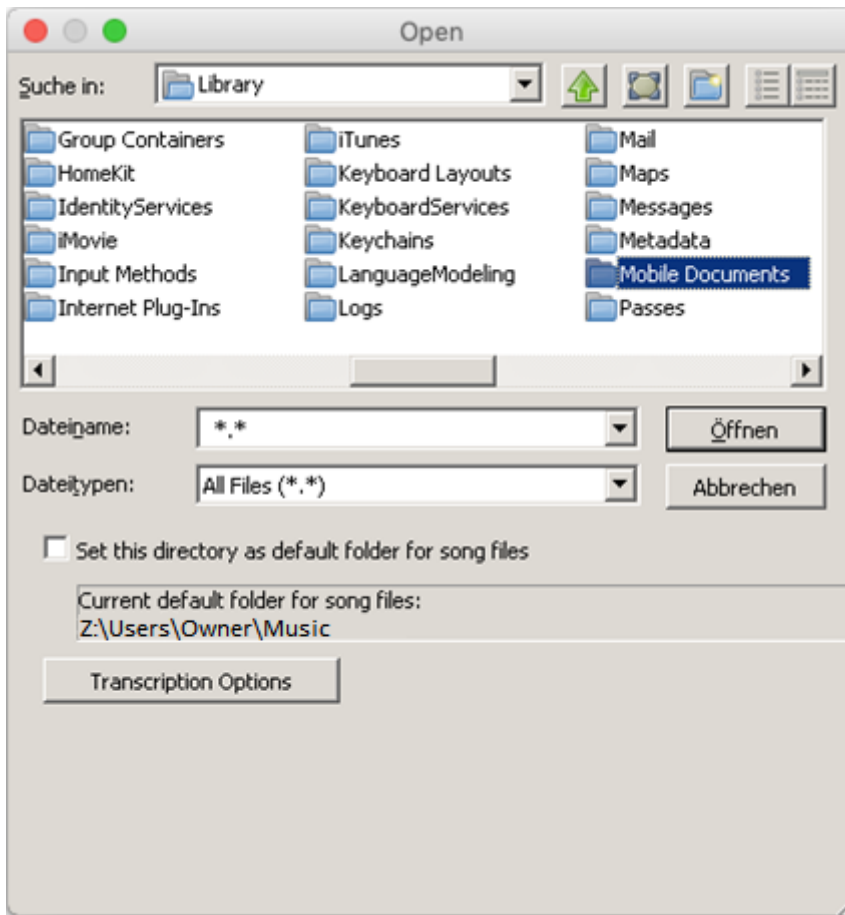 Open
Suche in: Library
Group Containers iTunes Mail
HomeKit Keyboard Layouts Maps
IdentityServices KeyboardServices Messages
iMovie Keychains Metadata
Input Methods LanguageModeling Mobile Documents
Internet Plug-Ins Logs Passes
Dateiname: *.* Öffnen
Dateitypen: All Files (*.*) Abbrechen
Set this directory as default folder for song files
Current default folder for song files:
Z:\Users\Owner\Music
Transcription Options